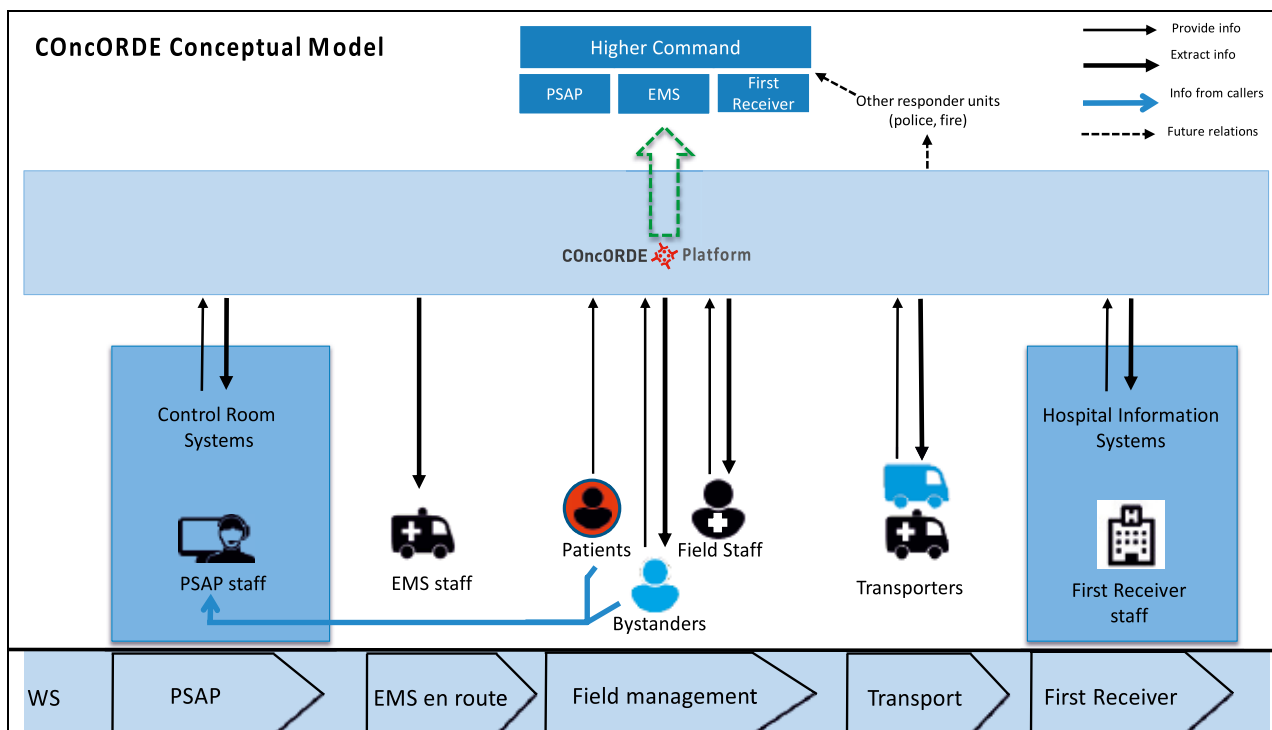 COncORDE Conceptual Model
Higher Command
PSAP
EMS
First
Receiver
Other responder units
(police, fire)
Provide info
Extract info
Info from callers
Future relations
COncORDE Platform
Control Room
Systems
PSAP staff
EMS staff
Patients
Field Staff
Bystanders
Transporters
Hospital Information
Systems
H
First Receiver
staff
WS
PSAP
EMS en route
Field management
Transport
First Receiver